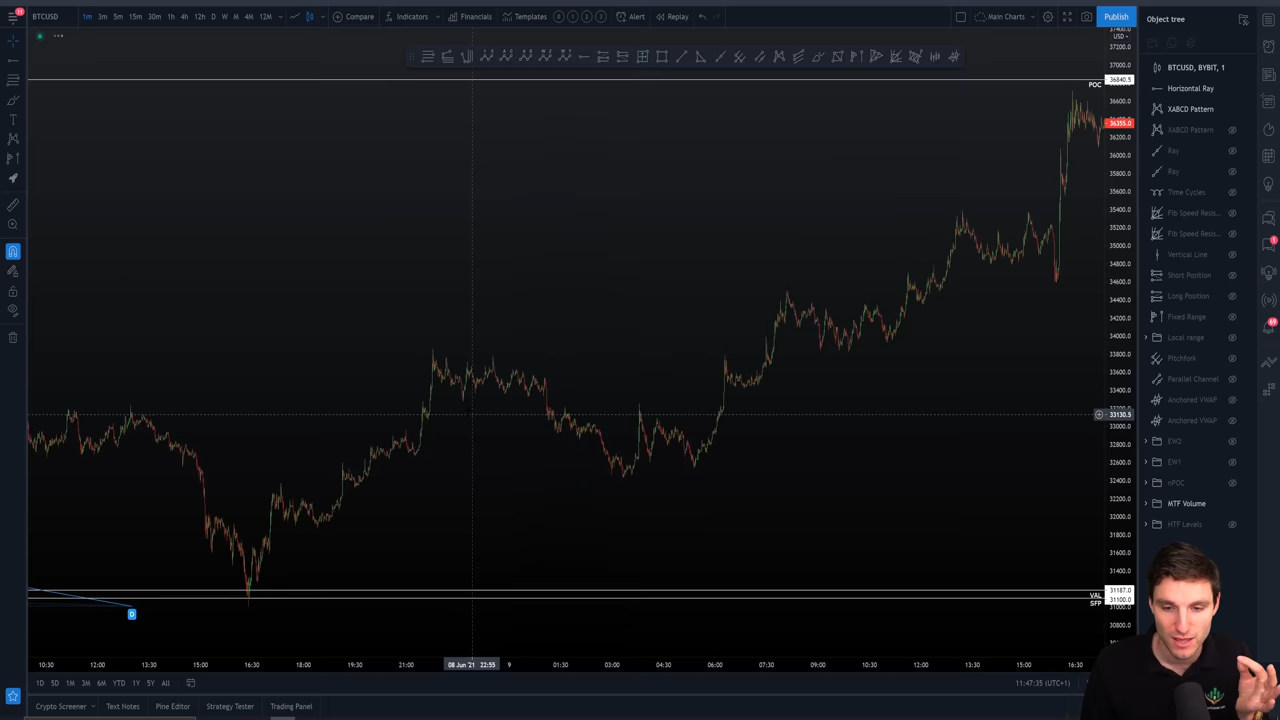 11
BTCUSD
1m 3m 5m 15m 30m 1h 4h 12h D W M 4M 12M
Compare
Indicators
Financials
Templates
0 1 2 3
Alert
Replay
Main Charts
Publish
Object tree
37400.0
USD
37200.0
37000.0
36840.5
POC
36600.0
36355.0
36200.0
36000.0
35800.0
35600.0
35400.0
35200.0
35000.0
34800.0
34600.0
34400.0
34200.0
34000.0
33800.0
33600.0
33400.0
33130.5
33000.0
32800.0
32600.0
32400.0
32200.0
32000.0
31800.0
31600.0
31400.0
31187.0
VAL
31100.0
SFP
31000.0
30800.0
D
BTCUSD, BYBIT, 1
Horizontal Ray
XABCD Pattern
XABCD Pattern
Ray
Ray
Time Cycles
Fib Speed Resis...
Fib Speed Resis...
Vertical Line
Short Position
Long Position
Fixed Range
Local range
Pitchfork
Parallel Channel
Anchored VWAP
Anchored VWAP
EW2
EW1
nPOC
MTF Volume
HTF Levels
1
69
10:30 12:00 13:30 15:00 16:30 18:00 19:30 21:00 08 Jun '21 22:55 9 01:30 03:00 04:30 06:00 07:30 09:00 10:30 12:00 13:30 15:00 16:30
1D 5D 1M 3M 6M YTD 1Y 5Y All
11:47:35 (UTC+1)
Crypto Screener
Text Notes
Pine Editor
Strategy Tester
Trading Panel